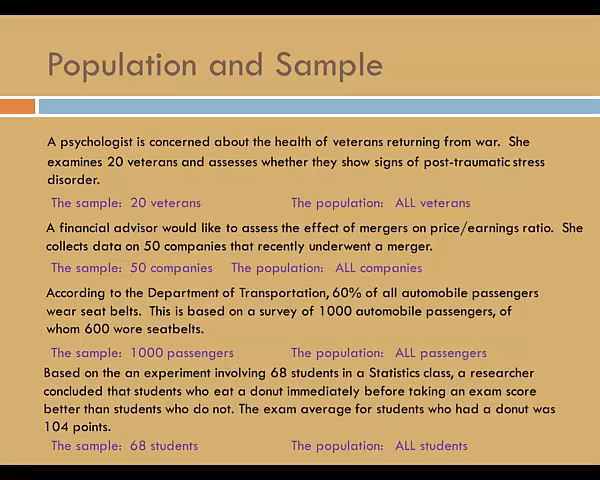 Population and Sample
A psychologist is concerned about the health of veterans returning from war. She
examines 20 veterans and assesses whether they show signs of post-traumatic stress
disorder.
The sample: 20 veterans The population: ALL veterans
A financial advisor would like to assess the effect of mergers on price/earnings ratio. She
collects data on 50 companies that recently underwent a merger.
The sample: 50 companies The population: ALL companies
According to the Department of Transportation, 60% of all automobile passengers
wear seat belts. This is based on a survey of 1000 automobile passengers, of
whom 600 wore seatbelts.
The sample: 1000 passengers The population: ALL passengers
Based on the an experiment involving 68 students in a Statistics class, a researcher
concluded that students who eat a donut immediately before taking an exam score
better than students who do not. The exam average for students who had a donut was
104 points.
The sample: 68 students The population: ALL students